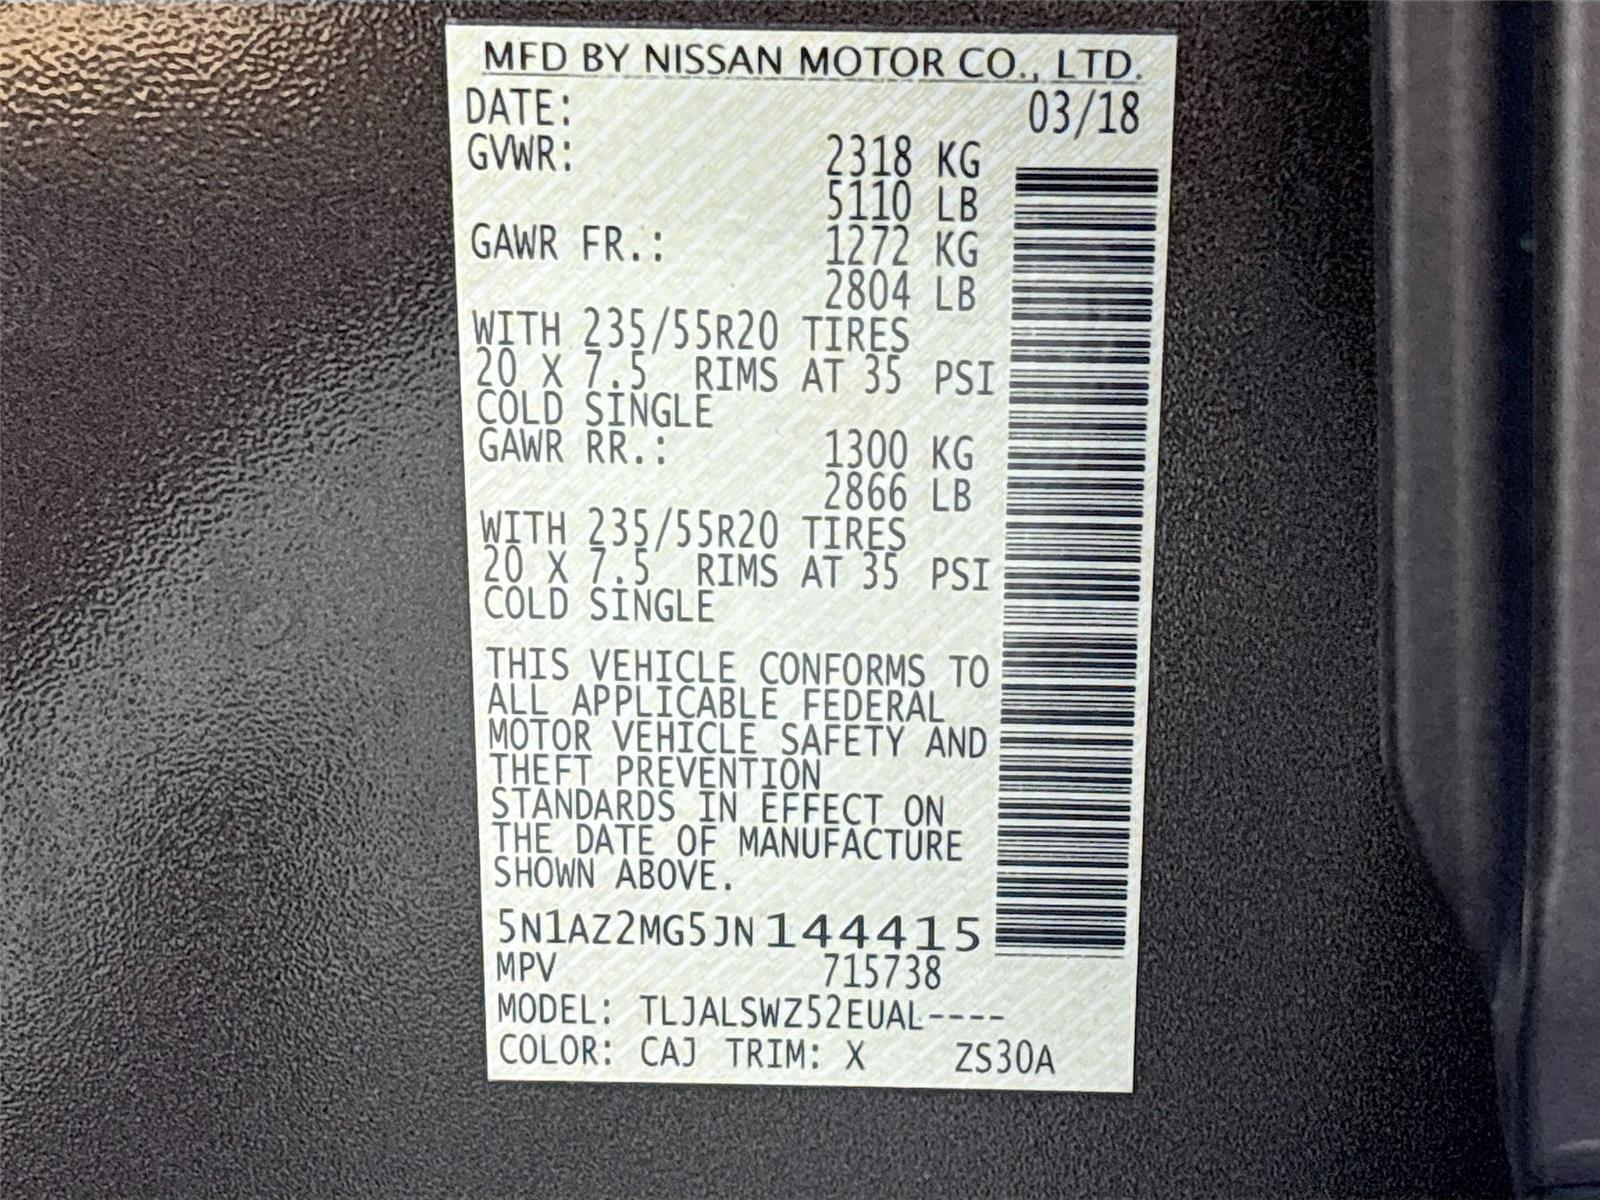 MFD BY NISSAN MOTOR CO., LTD.
DATE: 03/18
GVWR: 2318 KG
5110 LB
GAWR FR.: 1272 KG
2804 LB
WITH 235/55R20 TIRES
20 X 7.5 RIMS AT 35 PSI
COLD SINGLE
GAWR RR.: 1300 KG
2866 LB
WITH 235/55R20 TIRES
20 X 7.5 RIMS AT 35 PSI
COLD SINGLE
THIS VEHICLE CONFORMS TO
ALL APPLICABLE FEDERAL
MOTOR VEHICLE SAFETY AND
THEFT PREVENTION
STANDARDS IN EFFECT ON
THE DATE OF MANUFACTURE
SHOWN ABOVE.
5N1AZ2MG5JN144415
MPV 715738
MODEL: TLJALSWZ52EUAL----
COLOR: CAJ TRIM: X ZS30A